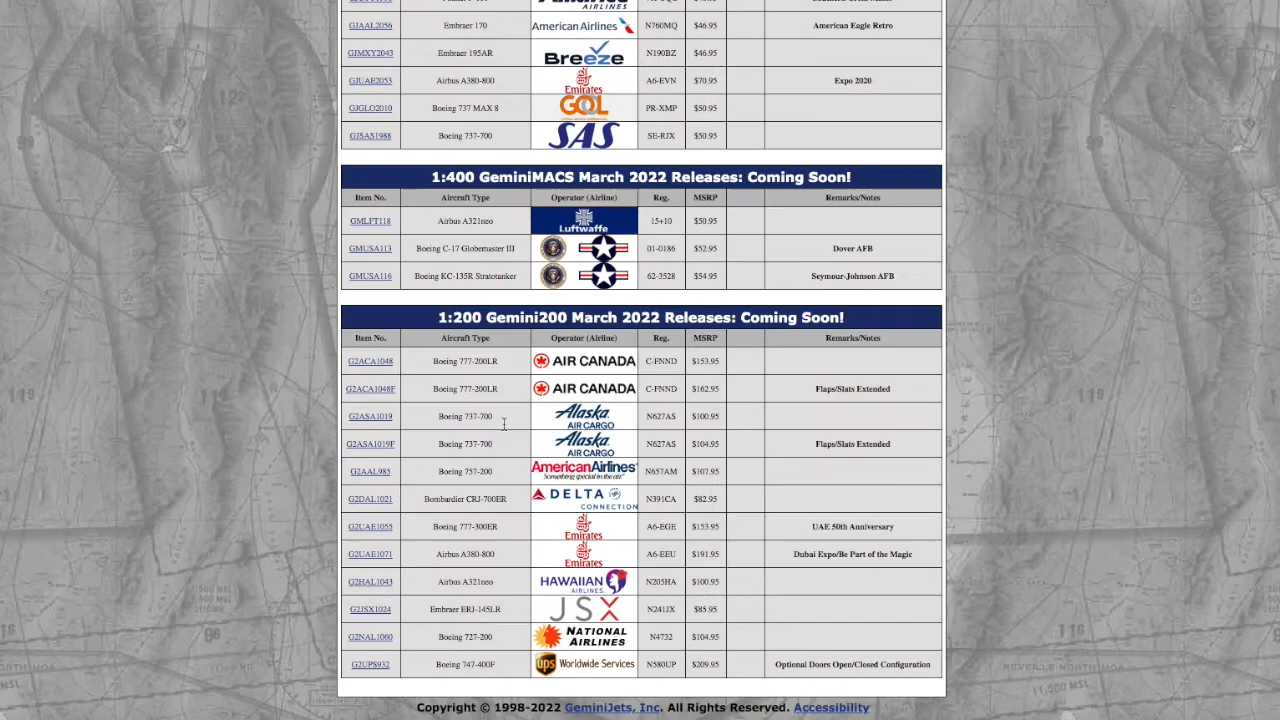 GJAAL2056 Embraer 170 American Airlines N760MQ $46.95 American Eagle Retro
GJMXY2043 Embraer 195AR Breeze N190BZ $46.95
GJUAE2053 Airbus A380-800 Emirates A6-EVN $70.95 Expo 2020
GJGLO2010 Boeing 737 MAX 8 GOL PR-XMP $50.95
GJSAS1988 Boeing 737-700 SAS SE-RJX $50.95
1:400 GeminiMACS March 2022 Releases: Coming Soon!
Item No. Aircraft Type Operator (Airline) Reg. MSRP Remarks/Notes
GMLFT118 Airbus A321neo Luftwaffe 15+10 $50.95
GMUSA113 Boeing C-17 Globemaster III 01-0186 $52.95 Dover AFB
GMUSA116 Boeing KC-135R Stratotanker 62-3528 $54.95 Seymour-Johnson AFB
1:200 Gemini200 March 2022 Releases: Coming Soon!
Item No. Aircraft Type Operator (Airline) Reg. MSRP Remarks/Notes
G2ACA1048 Boeing 777-200LR AIR CANADA C-FNND $153.95
G2ACA1048F Boeing 777-200LR AIR CANADA C-FNND $162.95 Flaps/Slats Extended
G2ASA1019 Boeing 737-700 Alaska AIR CARGO N627AS $100.95
G2ASA1019F Boeing 737-700 Alaska AIR CARGO N627AS $104.95 Flaps/Slats Extended
G2AAL985 Boeing 757-200 AmericanAirlines Something special in the air. N657AM $107.95
G2DAL1021 Bombardier CRJ-700ER DELTA CONNECTION N391CA $82.95
G2UAE1055 Boeing 777-300ER Emirates A6-EGE $153.95 UAE 50th Anniversary
G2UAE1071 Airbus A380-800 Emirates A6-EEU $191.95 Dubai Expo/Be Part of the Magic
G2HAL1043 Airbus A321neo HAWAIIAN AIRLINES N205HA $100.95
G2JSX1024 Embraer ERJ-145LR JSX N241JX $85.95
G2NAL1060 Boeing 727-200 NATIONAL AIRLINES N4732 $104.95
G2UPS932 Boeing 747-400F ups Worldwide Services N580UP $209.95 Optional Doors Open/Closed Configuration
Copyright © 1998-2022 GeminiJets, Inc. All Rights Reserved. Accessibility